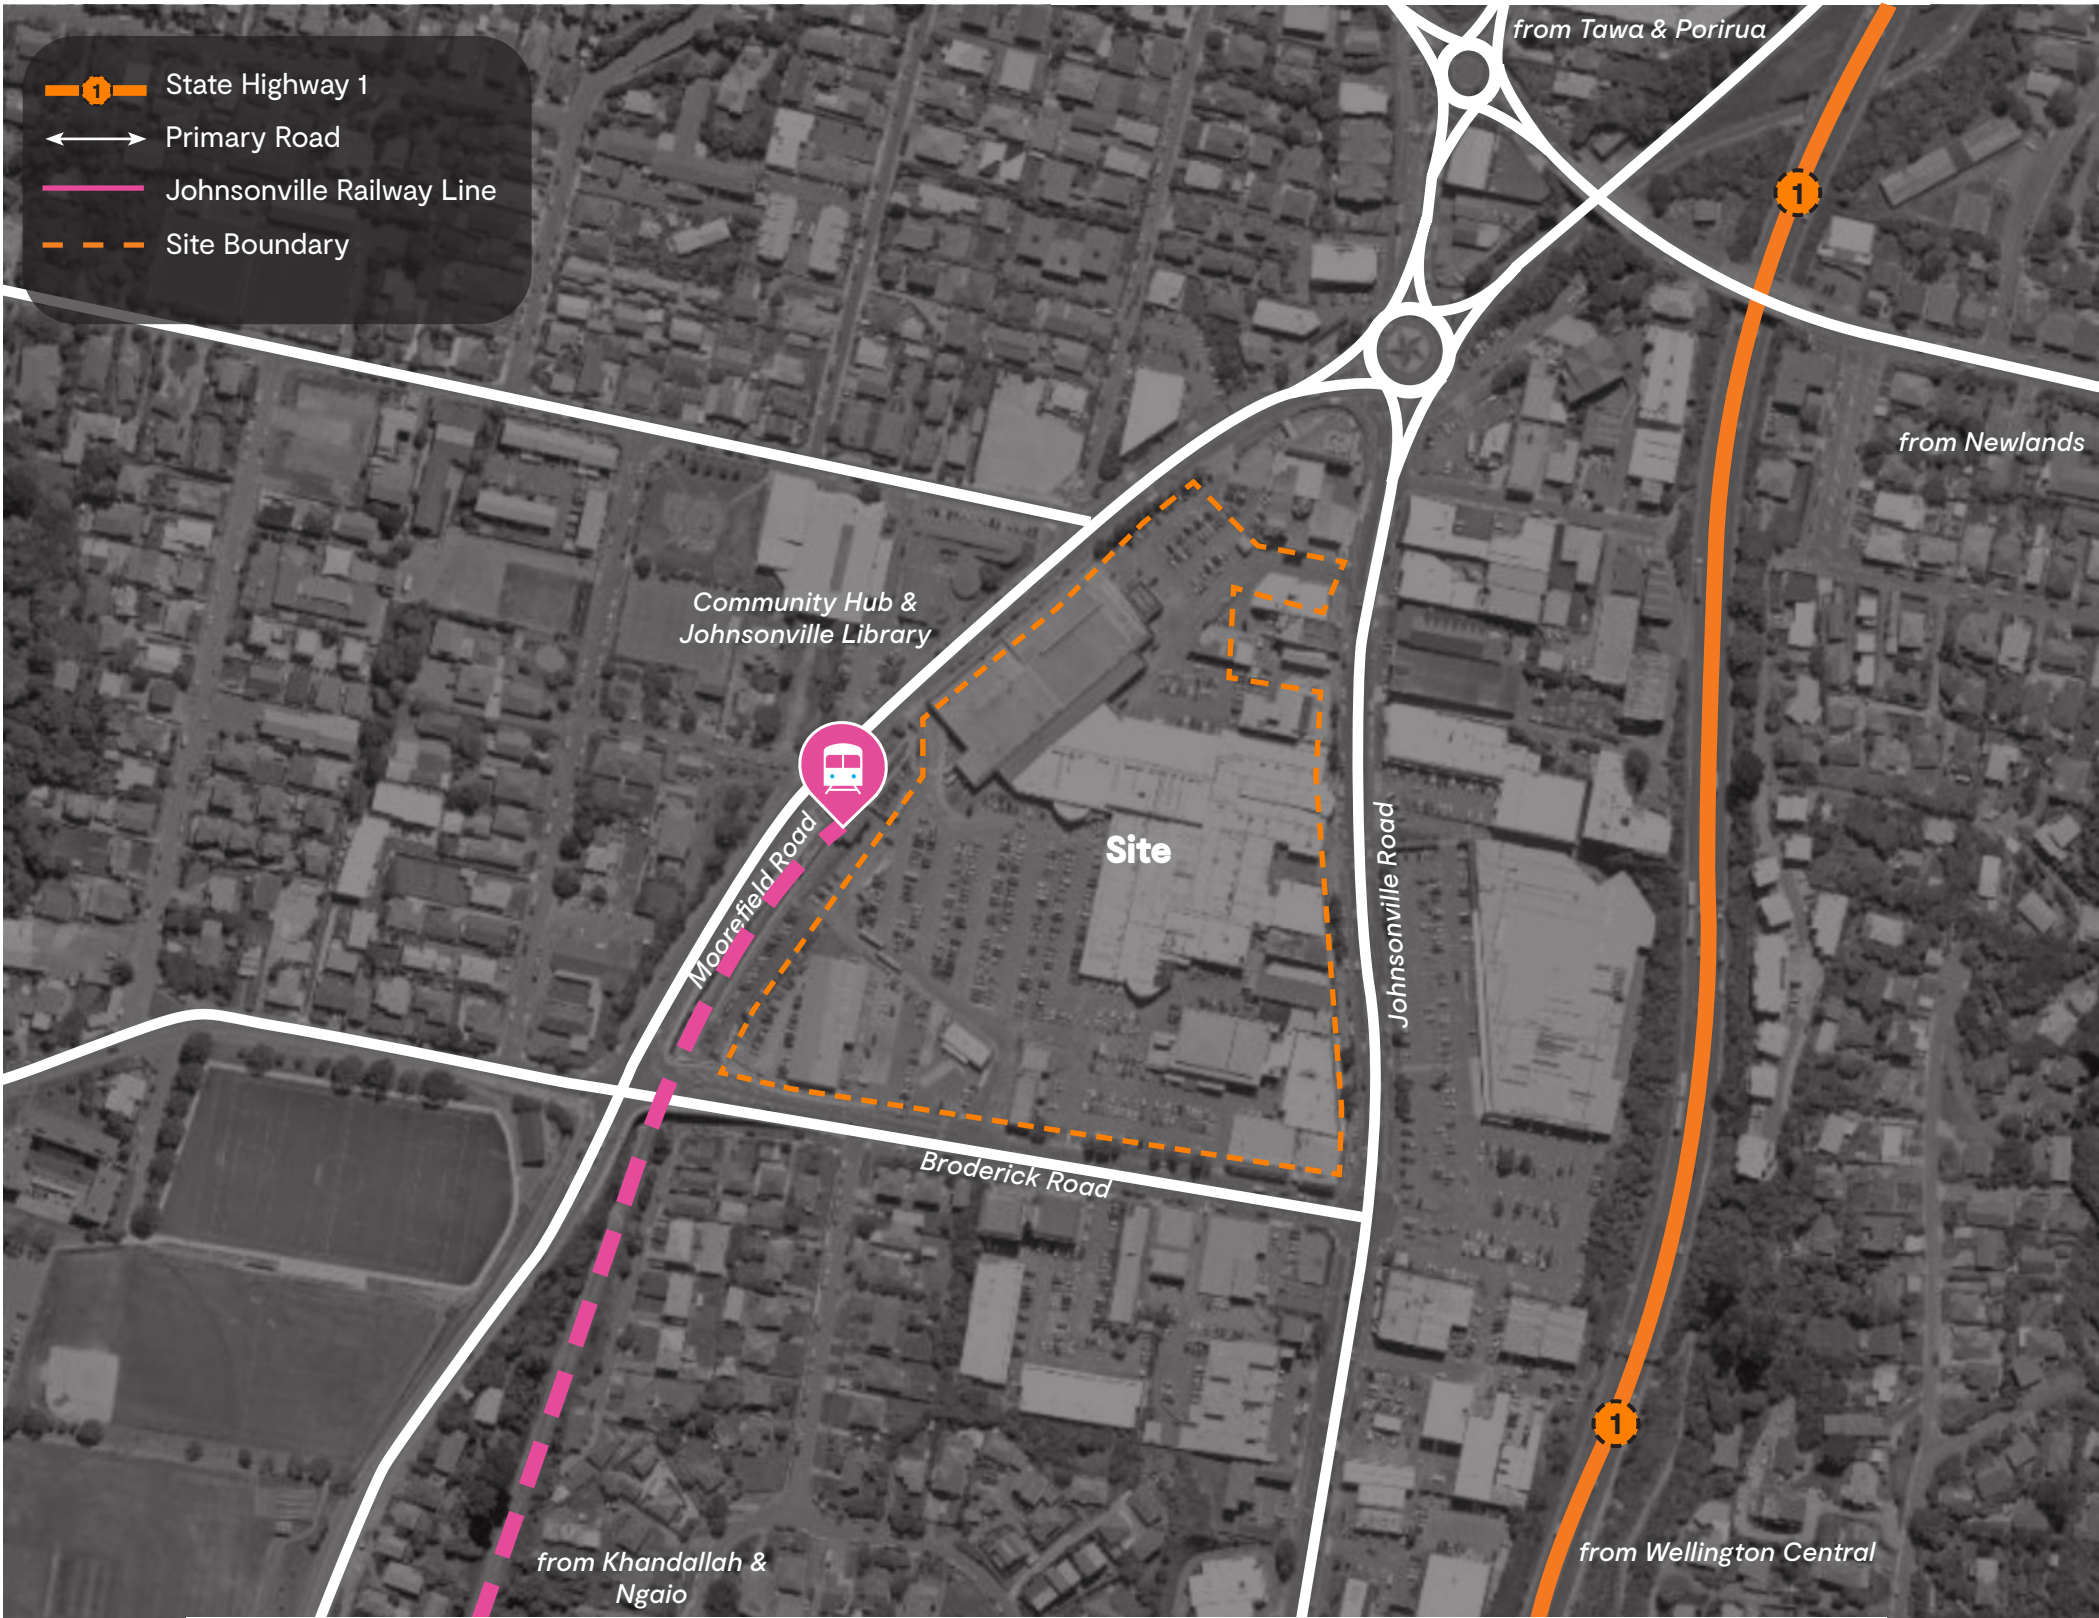 from Tawa & Porirua
1
State Highway 1
Primary Road
Johnsonville Railway Line
Site Boundary
1
from Newlands
Community Hub &
Johnsonville Library
Moorefield Road
Site
Johnsonville Road
Broderick Road
1
from Khandallah &
Ngaio
from Wellington Central